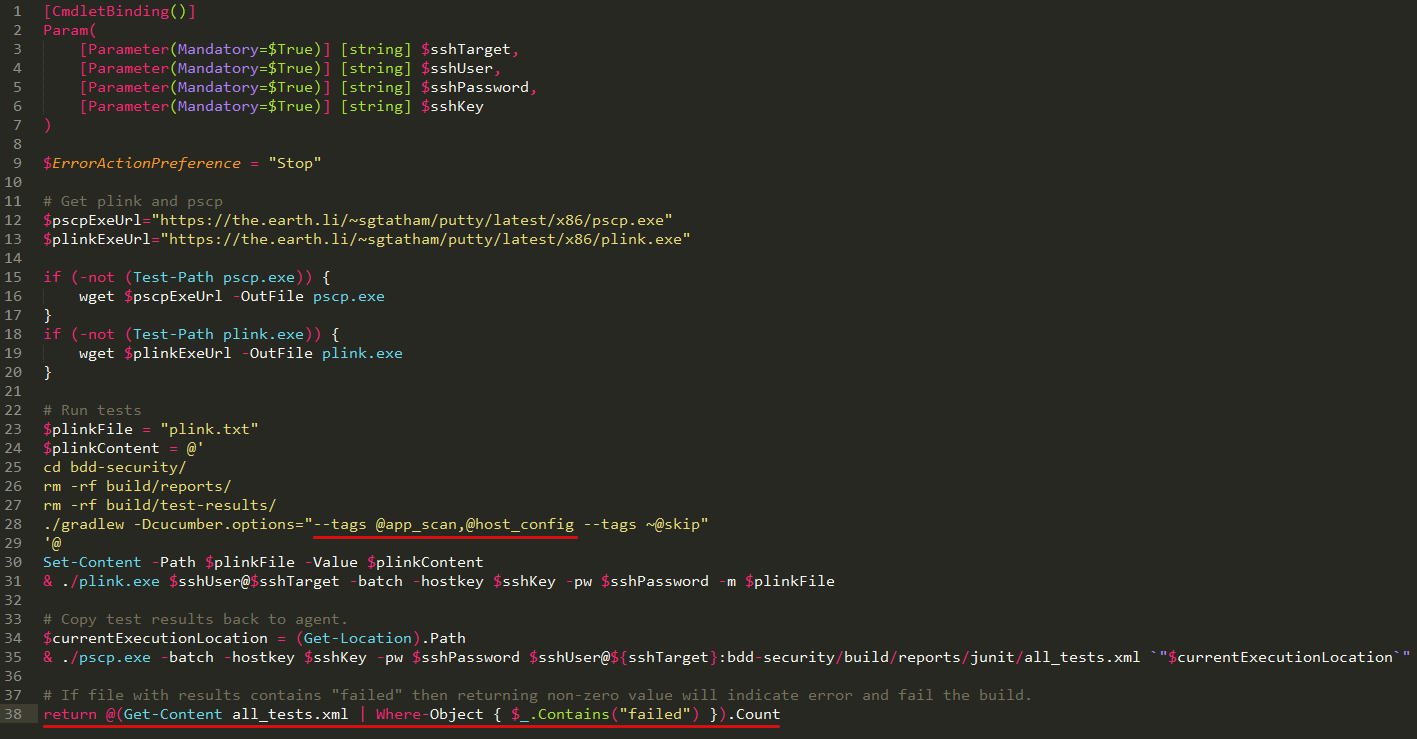 1 [CmdletBinding()]
2 Param(
3     [Parameter(Mandatory=$True)] [string] $sshTarget,
4     [Parameter(Mandatory=$True)] [string] $sshUser,
5     [Parameter(Mandatory=$True)] [string] $sshPassword,
6     [Parameter(Mandatory=$True)] [string] $sshKey
7 )
8
9 $ErrorActionPreference = "Stop"
10
11 # Get plink and pscp
12 $pscpExeUrl="https://the.earth.li/~sgtatham/putty/latest/x86/pscp.exe"
13 $plinkExeUrl="https://the.earth.li/~sgtatham/putty/latest/x86/plink.exe"
14
15 if (-not (Test-Path pscp.exe)) {
16     wget $pscpExeUrl -OutFile pscp.exe
17 }
18 if (-not (Test-Path plink.exe)) {
19     wget $plinkExeUrl -OutFile plink.exe
20 }
21
22 # Run tests
23 $plinkFile = "plink.txt"
24 $plinkContent = @'
25 cd bdd-security/
26 rm -rf build/reports/
27 rm -rf build/test-results/
28 ./gradlew -Dcucumber.options="--tags @app_scan,@host_config --tags ~@skip"
29 '@
30 Set-Content -Path $plinkFile -Value $plinkContent
31 & ./plink.exe $sshUser@$sshTarget -batch -hostkey $sshKey -pw $sshPassword -m $plinkFile
32
33 # Copy test results back to agent.
34 $currentExecutionLocation = (Get-Location).Path
35 & ./pscp.exe -batch -hostkey $sshKey -pw $sshPassword $sshUser@${sshTarget}:bdd-security/build/reports/junit/all_tests.xml `"$currentExecutionLocation`"
36
37 # If file with results contains "failed" then returning non-zero value will indicate error and fail the build.
38 return @(Get-Content all_tests.xml | Where-Object { $_.Contains("failed") }).Count